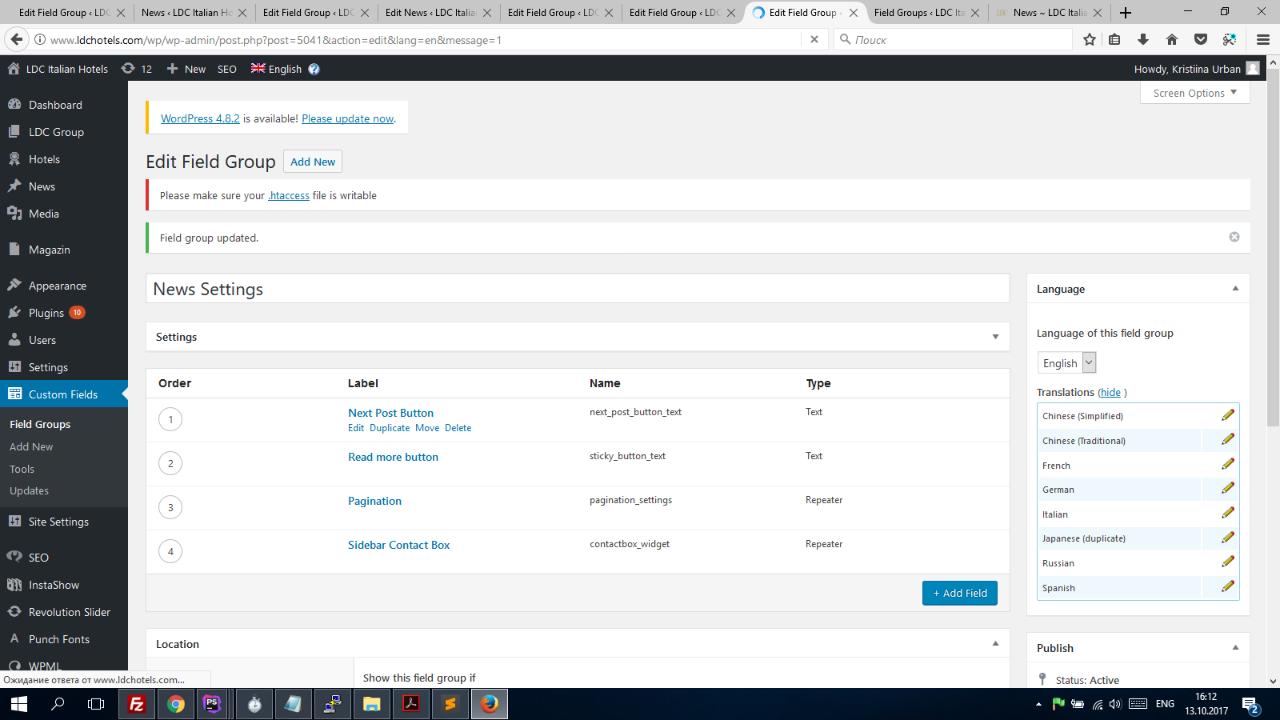 Edit Field Group ‹ LDC
News ‹ LDC Italian Ho
Edit Field Group ‹ LDC
Edit News ‹ LDC Italian
Edit Field Group ‹ LDC
Edit Field Group ‹ LDC
Edit Field Group ‹
Field Groups ‹ LDC Ita
News ~ LDC Italia
www.ldchotels.com/wp/wp-admin/post.php?post=5041&action=edit&lang=en&message=1
Поиск
LDC Italian Hotels
12
New
SEO
English
Howdy, Kristiina Urban
Screen Options
Dashboard
LDC Group
Hotels
News
Media
Magazin
Appearance
Plugins 10
Users
Settings
Custom Fields
Field Groups
Add New
Tools
Updates
Site Settings
SEO
InstaShow
Revolution Slider
Punch Fonts
WPML
WordPress 4.8.2 is available! Please update now.
Edit Field Group Add New
Please make sure your .htaccess file is writable
Field group updated.
News Settings
Settings
Order Label Name Type
1 Next Post Button next_post_button_text Text
Edit Duplicate Move Delete
2 Read more button sticky_button_text Text
3 Pagination pagination_settings Repeater
4 Sidebar Contact Box contactbox_widget Repeater
+ Add Field
Location
Show this field group if
Language
Language of this field group
English
Translations (hide )
Chinese (Simplified)
Chinese (Traditional)
French
German
Italian
Japanese (duplicate)
Russian
Spanish
Publish
Status: Active
Ожидание ответа от www.ldchotels.com...
ENG
16:12
13.10.2017
2